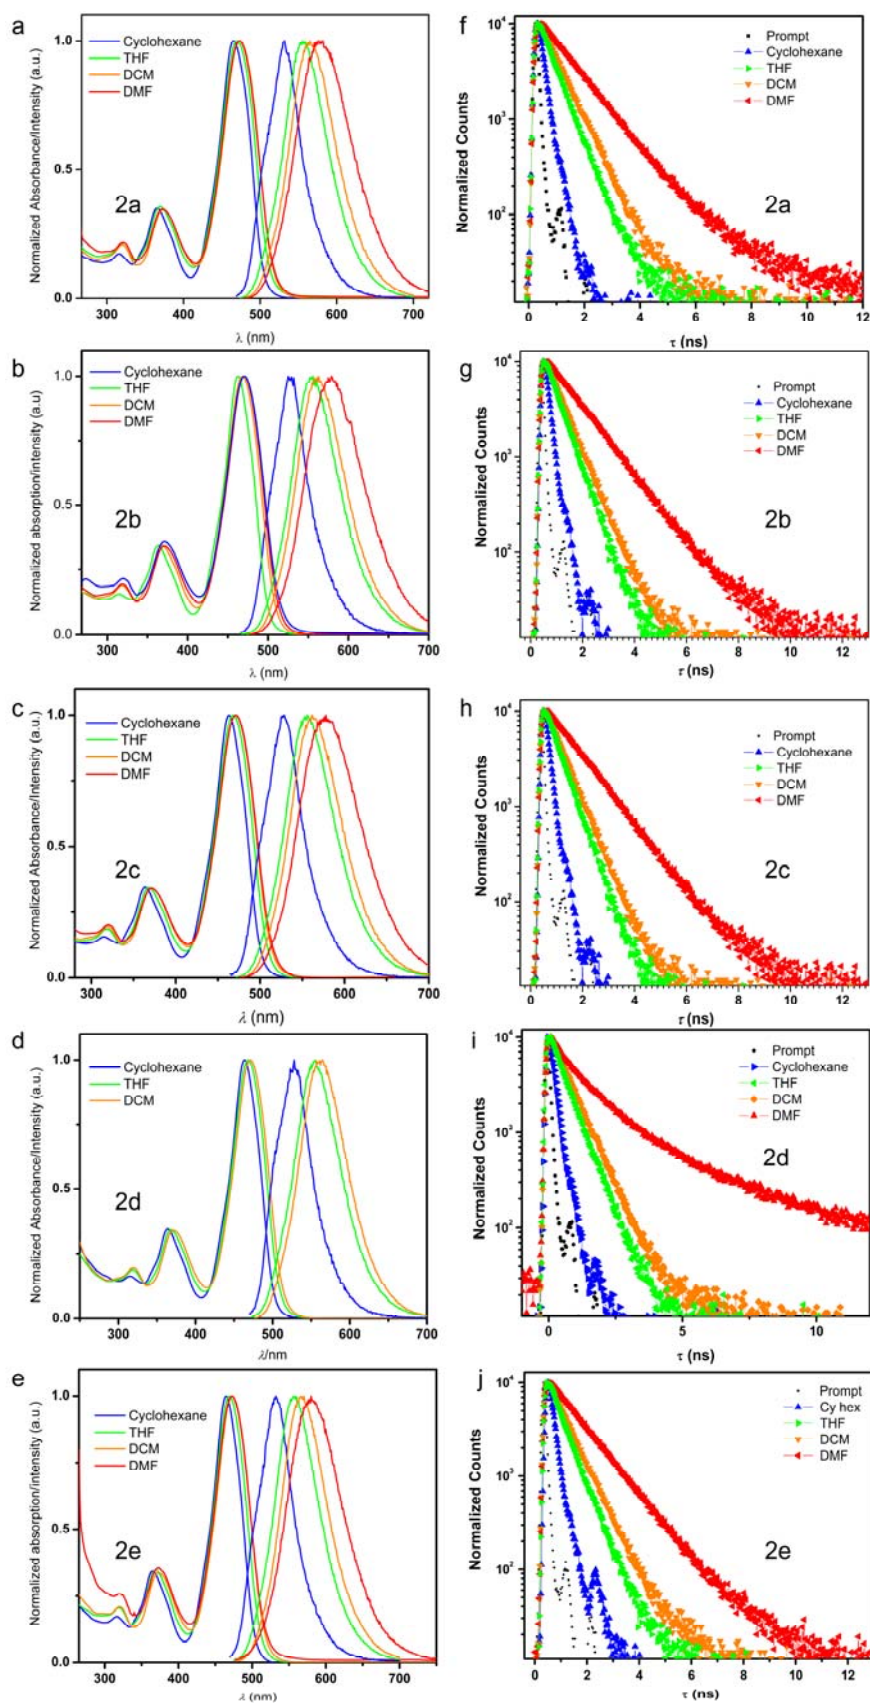 a
Normalized Absorbance/Intensity (a.u.)
1.0
0.5
0.0
Cyclohexane
THF
DCM
DMF
2a
300 400 500 600 700
λ (nm)
f
Normalized Counts
10⁴
10³
10²
Prompt
Cyclohexane
THF
DCM
DMF
2a
0 2 4 6 8 10 12
τ (ns)
b
Normalized absorption/intensity (a.u)
1.0
0.5
0.0
Cyclohexane
THF
DCM
DMF
2b
300 400 500 600 700
λ (nm)
g
Normalized Counts
10⁴
10³
10²
Prompt
Cyclohexane
THF
DCM
DMF
2b
0 2 4 6 8 10 12
τ (ns)
c
Normalized Absorbance/Intensity (a.u.)
1.0
0.5
0.0
Cyclohexane
THF
DCM
DMF
2c
300 400 500 600 700
λ (nm)
h
Normalized Counts
10⁴
10³
10²
Prompt
Cyclohexane
THF
DCM
DMF
2c
0 2 4 6 8 10 12
τ (ns)
d
Normalized Absorbance/Intensity (a.u.)
1.0
0.5
0.0
Cyclohexane
THF
DCM
2d
250 300 350 400 450 500 550 600 650 700
λ/nm
i
Normalized Counts
10⁴
10³
10²
Prompt
Cyclohexane
THF
DCM
DMF
2d
0 5 10
τ (ns)
e
Normalized absorption/intensity (a.u.)
1.0
0.5
0.0
Cyclohexane
THF
DCM
DMF
2e
300 350 400 450 500 550 600 650 700 750
λ (nm)
j
Normalized Counts
10⁴
10³
10²
Prompt
Cy hex
THF
DCM
DMF
2e
0 2 4 6 8 10 12
τ (ns)